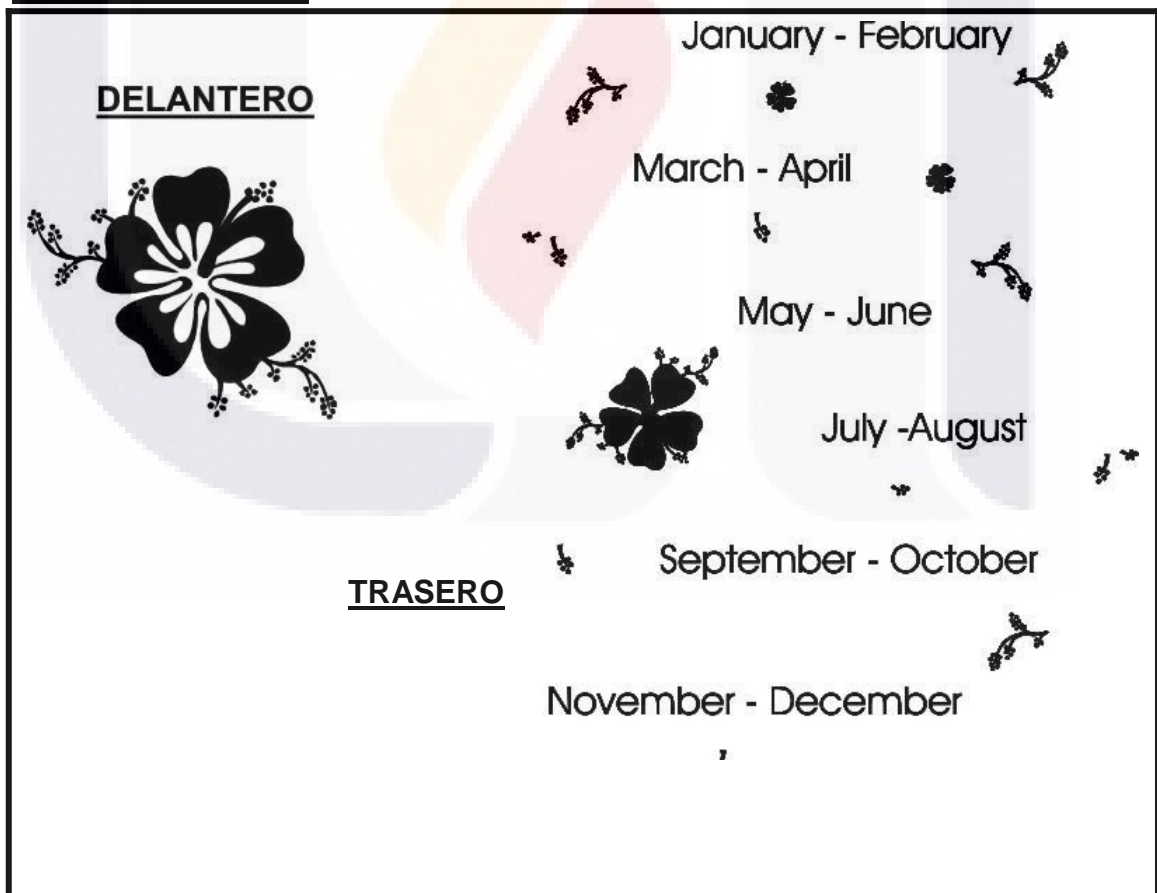 January - February
DELANTERO
March - April
May - June
July -August
September - October
TRASERO
November - December